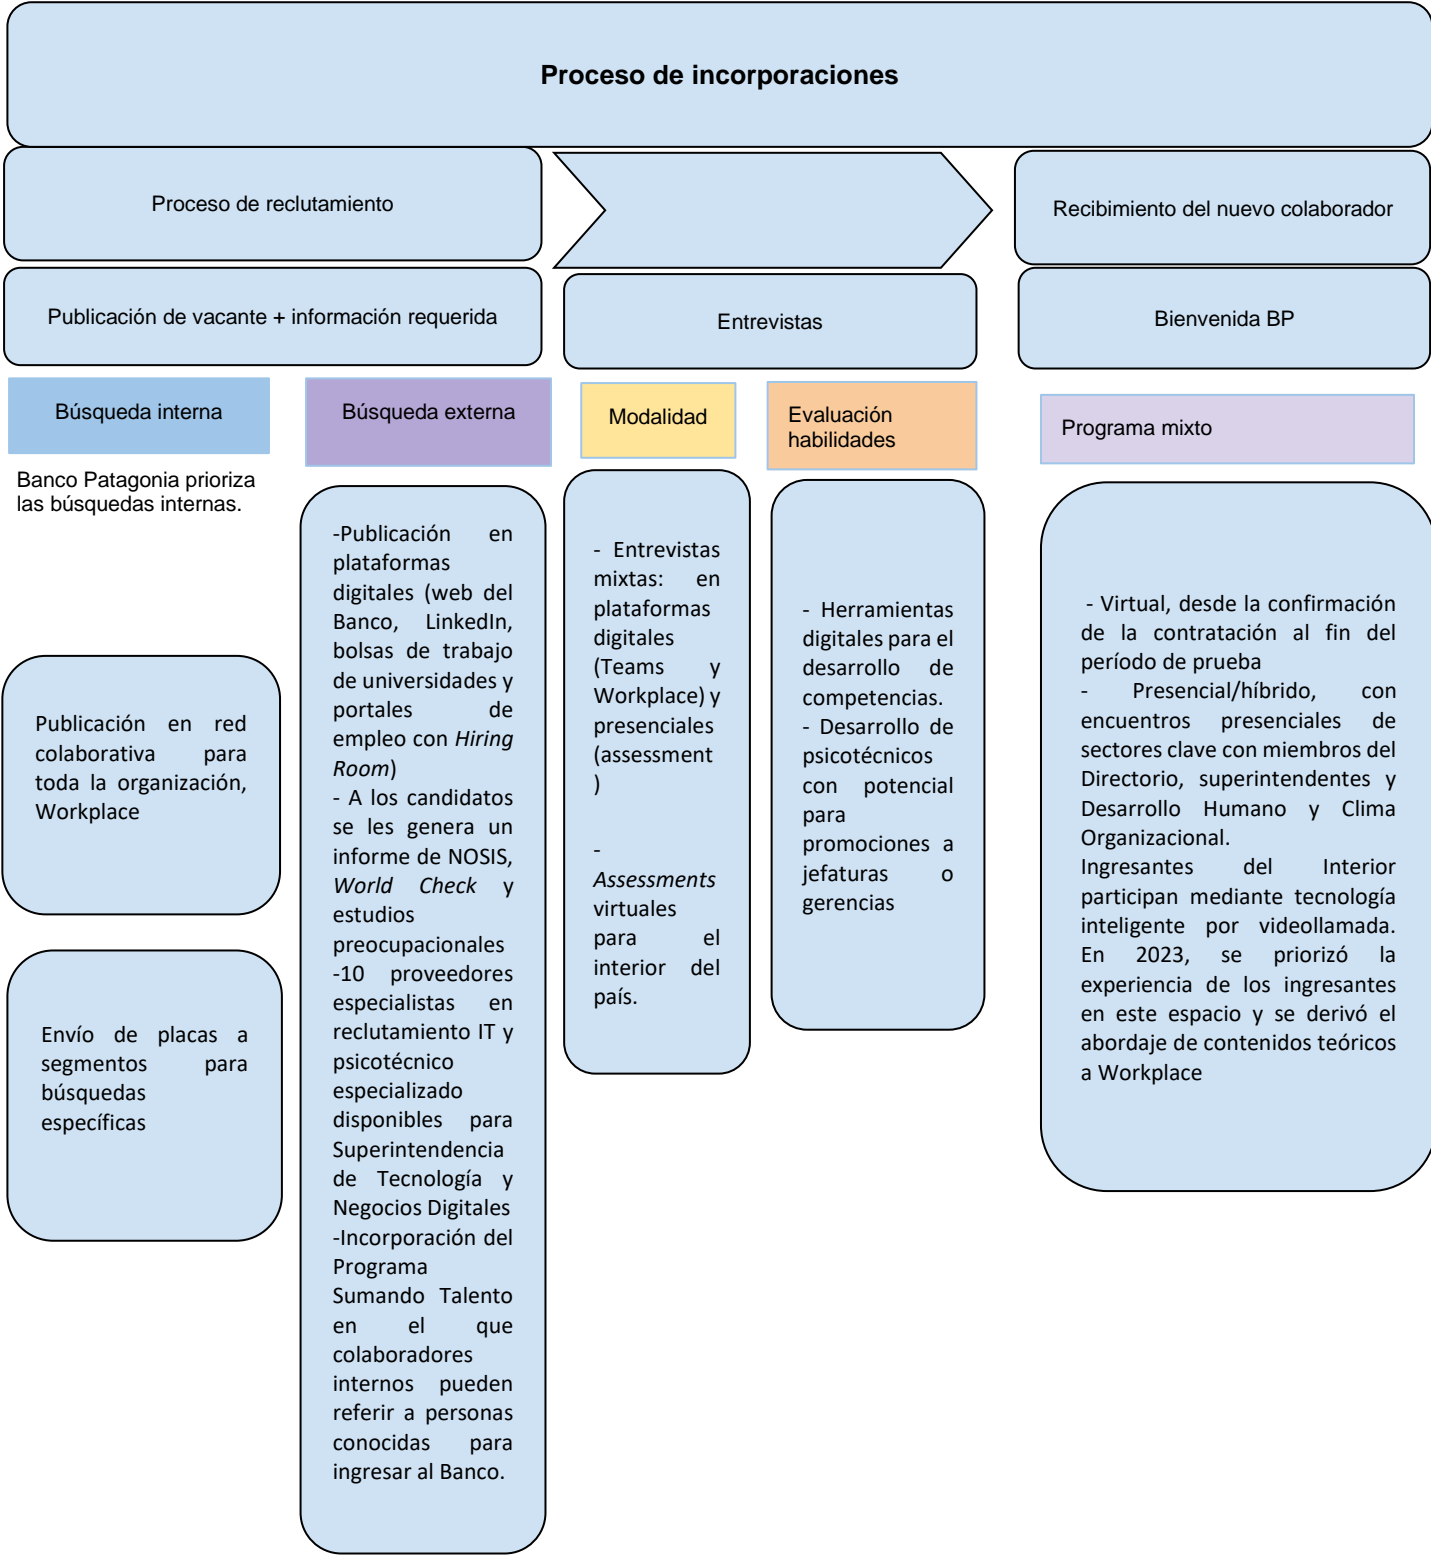 Proceso de incorporaciones
Proceso de reclutamiento
Recibimiento del nuevo colaborador
Publicación de vacante + información requerida
Entrevistas
Bienvenida BP
Búsqueda interna
Búsqueda externa
Modalidad
Evaluación
habilidades
Programa mixto
Banco Patagonia prioriza
las búsquedas internas.
Publicación en red
colaborativa para
toda la organización,
Workplace
Envío de placas a
segmentos para
búsquedas
específicas
-Publicación en
plataformas
digitales (web del
Banco, LinkedIn,
bolsas de trabajo
de universidades y
portales de
empleo con Hiring
Room)
- A los candidatos
se les genera un
informe de NOSIS,
World Check y
estudios
preocupacionales
-10 proveedores
especialistas en
reclutamiento IT y
psicotécnico
especializado
disponibles para
Superintendencia
de Tecnología y
Negocios Digitales
-Incorporación del
Programa
Sumando Talento
en el que
colaboradores
internos pueden
referir a personas
conocidas para
ingresar al Banco.
- Entrevistas
mixtas: en
plataformas
digitales
(Teams y
Workplace) y
presenciales
(assessment
)
-
Assessments
virtuales
para el
interior del
país.
- Herramientas
digitales para el
desarrollo de
competencias.
- Desarrollo de
psicotécnicos
con potencial
para
promociones a
jefaturas o
gerencias
- Virtual, desde la confirmación
de la contratación al fin del
período de prueba
- Presencial/híbrido, con
encuentros presenciales de
sectores clave con miembros del
Directorio, superintendentes y
Desarrollo Humano y Clima
Organizacional.
Ingresantes del Interior
participan mediante tecnología
inteligente por videollamada.
En 2023, se priorizó la
experiencia de los ingresantes
en este espacio y se derivó el
abordaje de contenidos teóricos
a Workplace